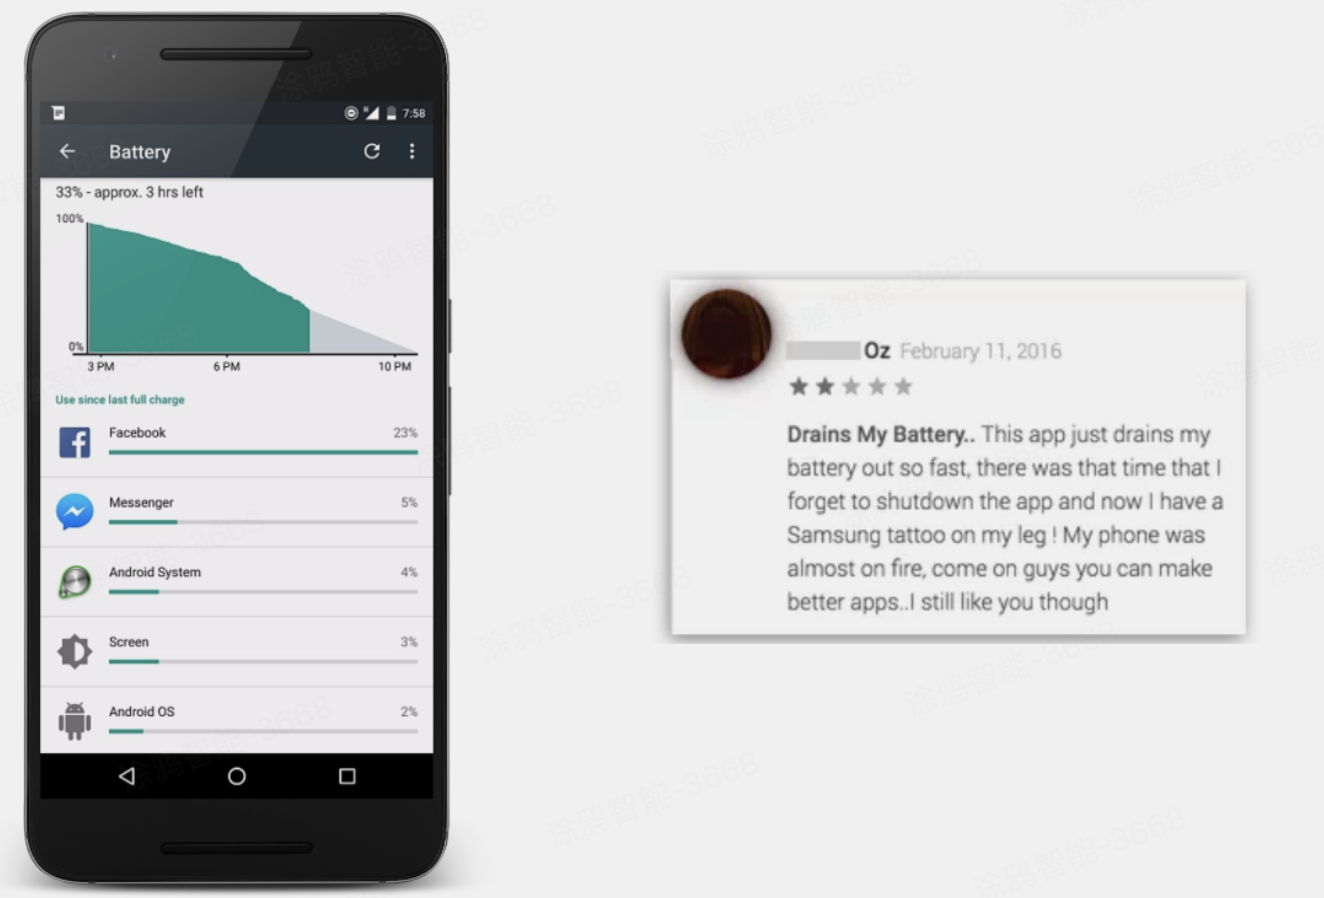 7:58
Battery
33% - approx. 3 hrs left
100%
0%
3 PM
6 PM
10 PM
Use since last full charge
Facebook
23%
Messenger
5%
Android System
4%
Screen
3%
Android OS
2%
Oz February 11, 2016
Drains My Battery.. This app just drains my
battery out so fast, there was that time that I
forget to shutdown the app and now I have a
Samsung tattoo on my leg ! My phone was
almost on fire, come on guys you can make
better apps..I still like you though
涂鸦智能-3668